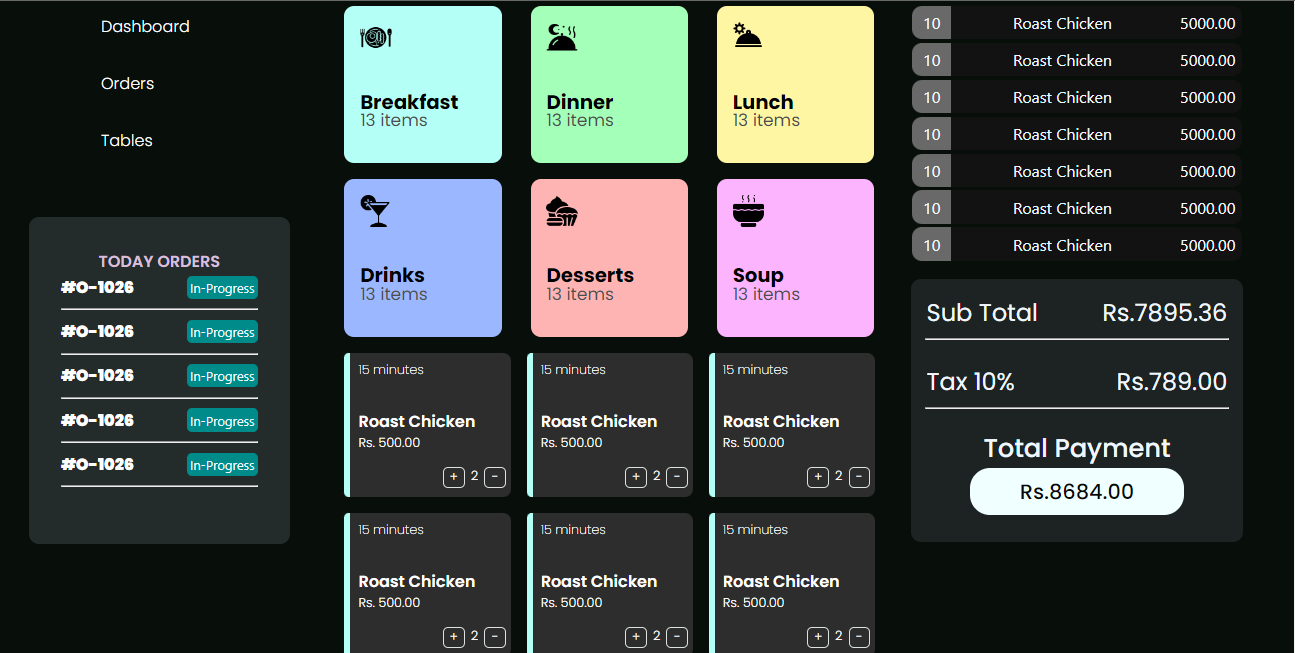 Dashboard
Orders
Tables
TODAY ORDERS
#O-1026 In-Progress
#O-1026 In-Progress
#O-1026 In-Progress
#O-1026 In-Progress
#O-1026 In-Progress
Breakfast
13 items
Dinner
13 items
Lunch
13 items
Drinks
13 items
Desserts
13 items
Soup
13 items
15 minutes
Roast Chicken
Rs. 500.00
+ 2 -
15 minutes
Roast Chicken
Rs. 500.00
+ 2 -
15 minutes
Roast Chicken
Rs. 500.00
+ 2 -
15 minutes
Roast Chicken
Rs. 500.00
+ 2 -
15 minutes
Roast Chicken
Rs. 500.00
+ 2 -
15 minutes
Roast Chicken
Rs. 500.00
+ 2 -
10 Roast Chicken 5000.00
10 Roast Chicken 5000.00
10 Roast Chicken 5000.00
10 Roast Chicken 5000.00
10 Roast Chicken 5000.00
10 Roast Chicken 5000.00
10 Roast Chicken 5000.00
Sub Total Rs.7895.36
Tax 10% Rs.789.00
Total Payment
Rs.8684.00